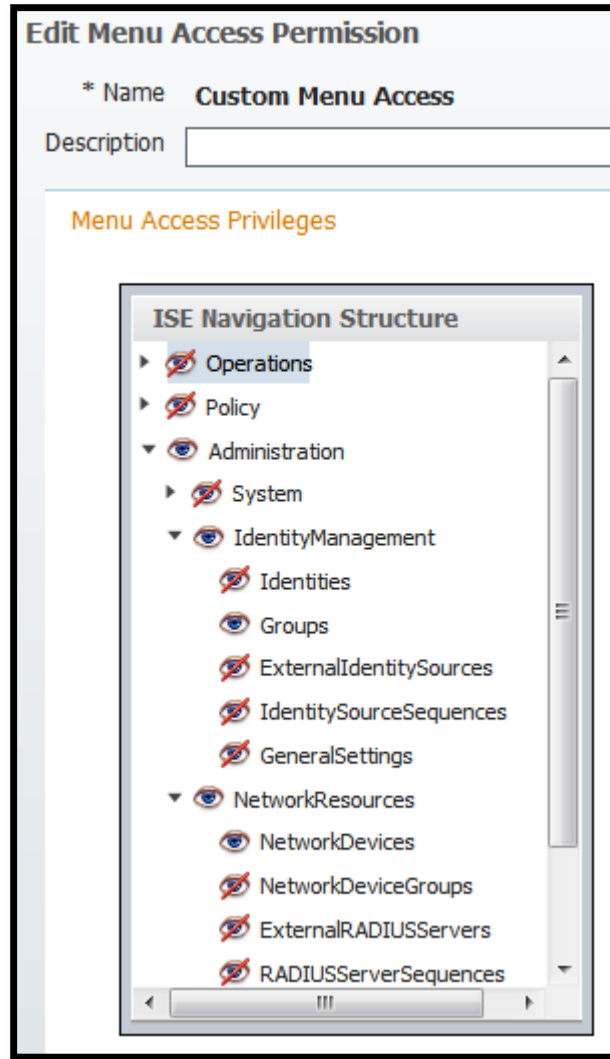 Edit Menu Access Permission
* Name Custom Menu Access
Description
Menu Access Privileges
ISE Navigation Structure
Operations
Policy
Administration
System
IdentityManagement
Identities
Groups
ExternalIdentitySources
IdentitySourceSequences
GeneralSettings
NetworkResources
NetworkDevices
NetworkDeviceGroups
ExternalRADIUSServers
RADIUSServerSequences